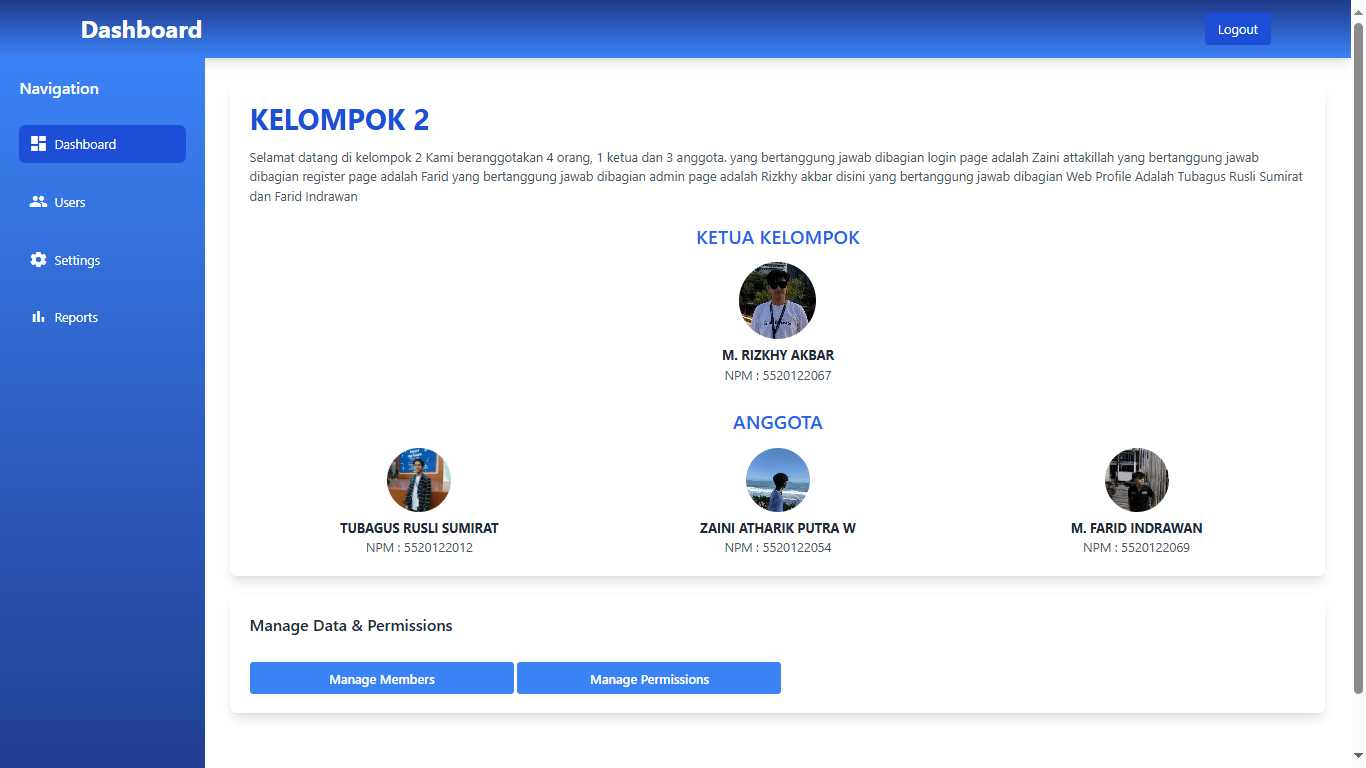 Dashboard
Logout
Navigation
Dashboard
Users
Settings
Reports
KELOMPOK 2
Selamat datang di kelompok 2 Kami beranggotakan 4 orang, 1 ketua dan 3 anggota. yang bertanggung jawab dibagian login page adalah Zaini attakillah yang bertanggung jawab
dibagian register page adalah Farid yang bertanggung jawab dibagian admin page adalah Rizkhy akbar disini yang bertanggung jawab dibagian Web Profile Adalah Tubagus Rusli Sumirat
dan Farid Indrawan
KETUA KELOMPOK
M. RIZKHY AKBAR
NPM : 5520122067
ANGGOTA
TUBAGUS RUSLI SUMIRAT
NPM : 5520122012
ZAINI ATHARIK PUTRA W
NPM : 5520122054
M. FARID INDRAWAN
NPM : 5520122069
Manage Data & Permissions
Manage Members
Manage Permissions